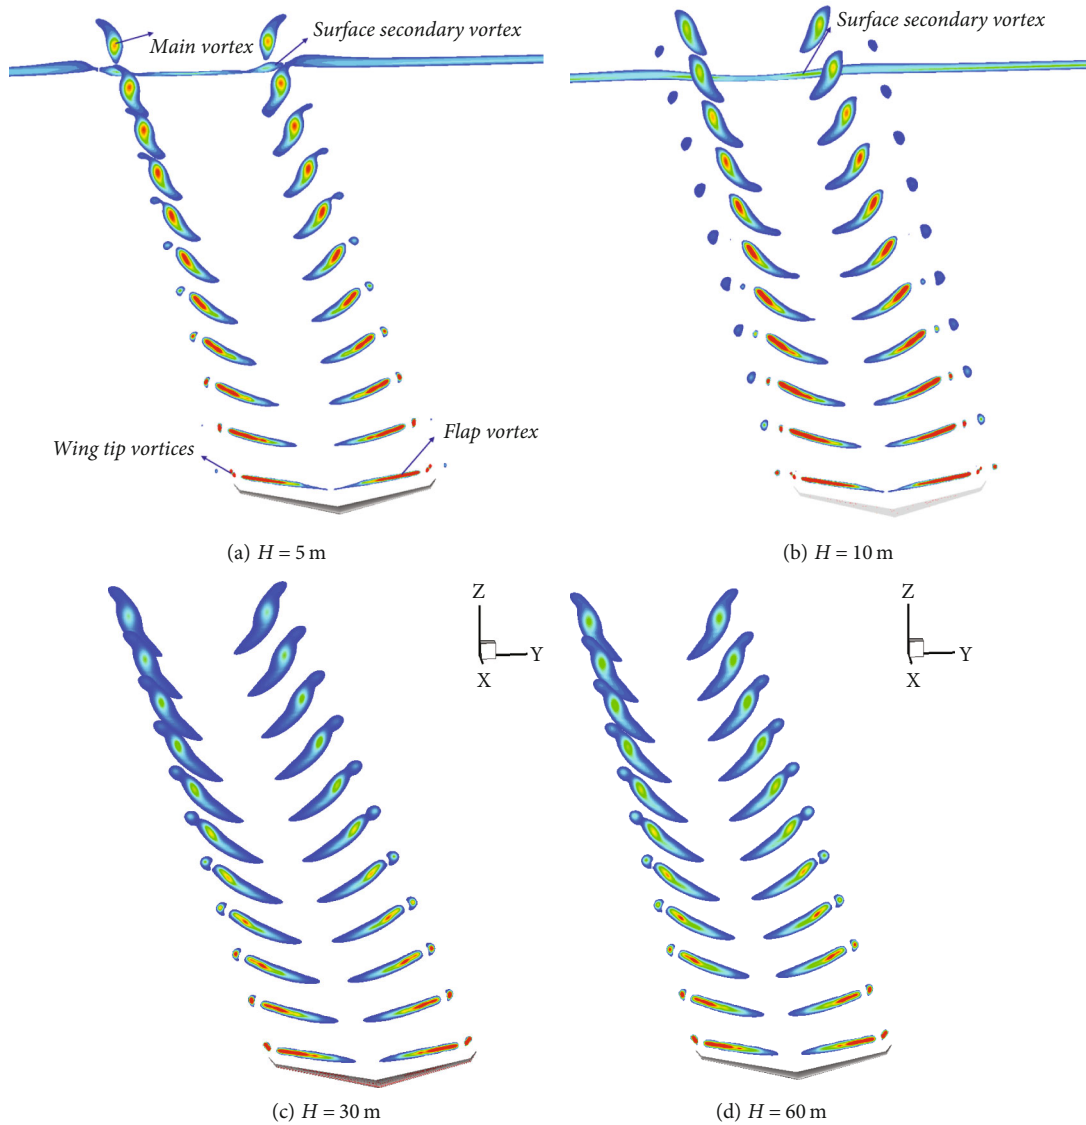 Main vortex
Surface secondary vortex
Surface secondary vortex
Wing tip vortices
Flap vortex
(a) H = 5 m
(b) H = 10 m
Z
Y
X
Z
Y
X
(c) H = 30 m
(d) H = 60 m